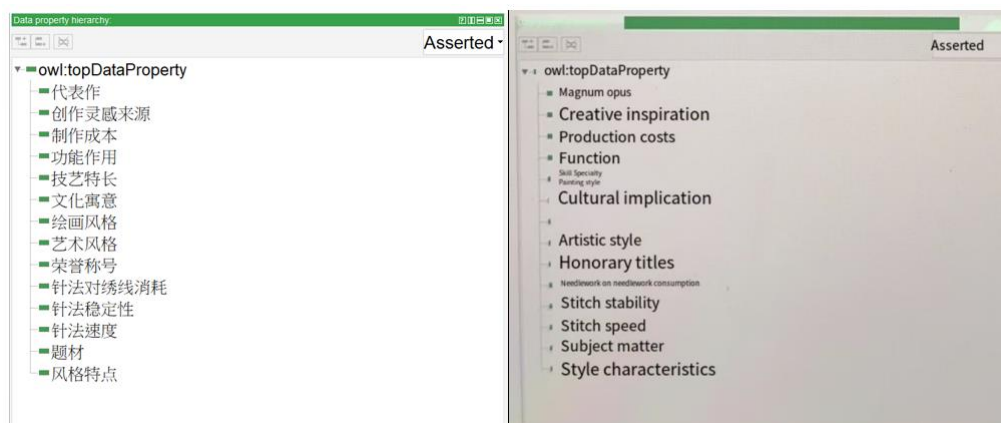 Data property hierarchy:
Asserted
owl:topDataProperty
代表作
创作灵感来源
制作成本
功能作用
技艺特长
文化寓意
绘画风格
艺术风格
荣誉称号
针法对绣线消耗
针法稳定性
针法速度
题材
风格特点
Asserted
owl:topDataProperty
Magnum opus
Creative inspiration
Production costs
Function
Skill Specialty
Painting style
Cultural implication
Artistic style
Honorary titles
Needlework on needlework consumption
Stitch stability
Stitch speed
Subject matter
Style characteristics